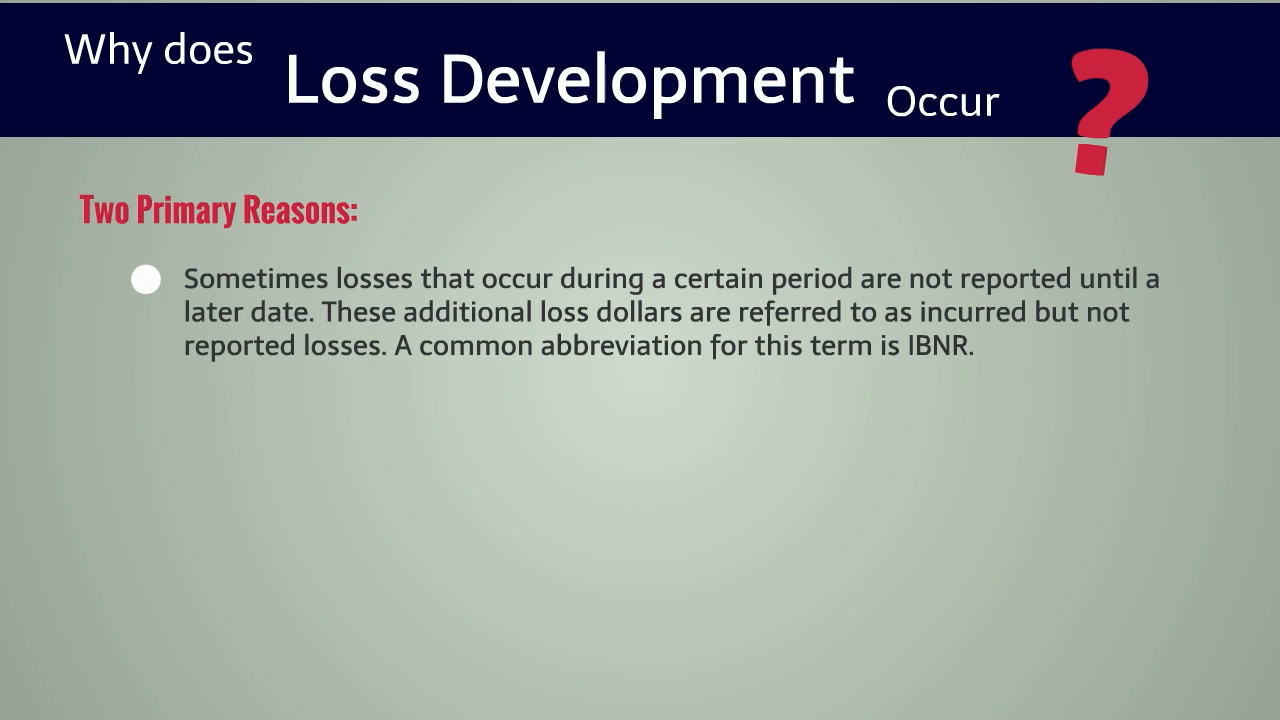 Why does Loss Development Occur ?
Two Primary Reasons:
Sometimes losses that occur during a certain period are not reported until a
later date. These additional loss dollars are referred to as incurred but not
reported losses. A common abbreviation for this term is IBNR.